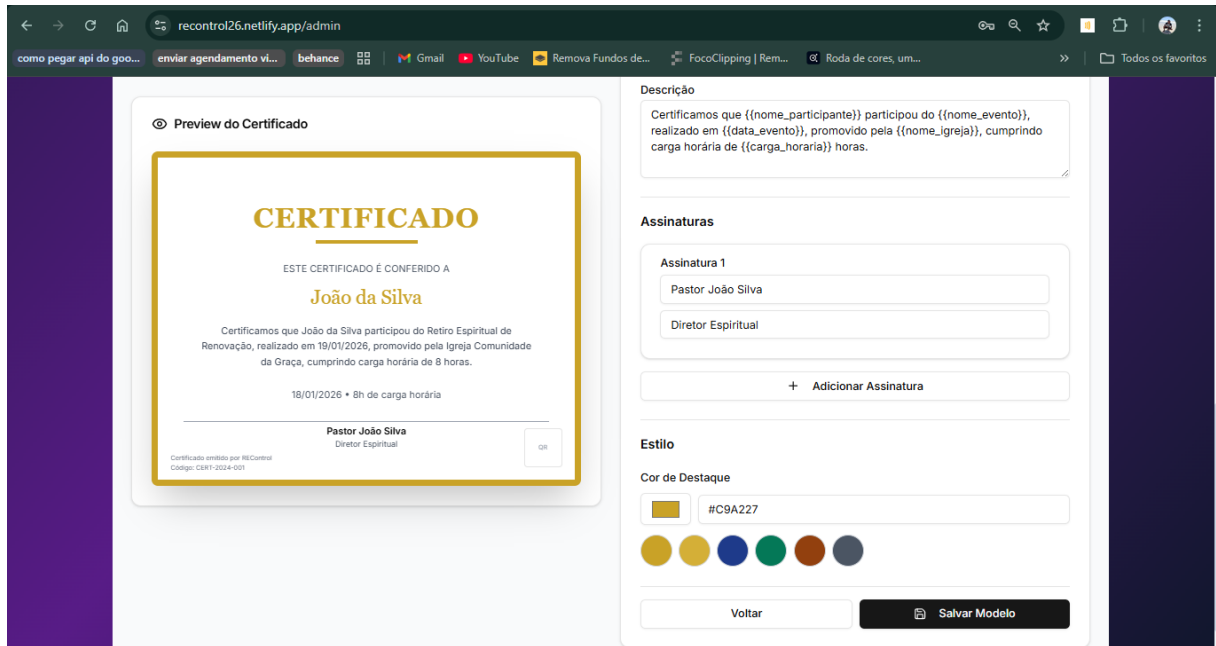 recontrol26.netlify.app/admin
como pegar api do goo...
enviar agendamento vi...
behance
Gmail
YouTube
Remova Fundos de...
FocoClipping | Rem...
Roda de cores, um...
»
Todos os favoritos
Preview do Certificado
CERTIFICADO
ESTE CERTIFICADO É CONFERIDO A
João da Silva
Certificamos que João da Silva participou do Retiro Espiritual de
Renovação, realizado em 19/01/2026, promovido pela Igreja Comunidade
da Graça, cumprindo carga horária de 8 horas.
18/01/2026 • 8h de carga horária
Pastor João Silva
Diretor Espiritual
Certificado emitido por REControl
Código: CERT-2024-001
QR
Descrição
Certificamos que {{nome_participante}} participou do {{nome_evento}},
realizado em {{data_evento}}, promovido pela {{nome_igreja}}, cumprindo
carga horária de {{carga_horaria}} horas.
Assinaturas
Assinatura 1
Pastor João Silva
Diretor Espiritual
+ Adicionar Assinatura
Estilo
Cor de Destaque
#C9A227
Voltar
Salvar Modelo